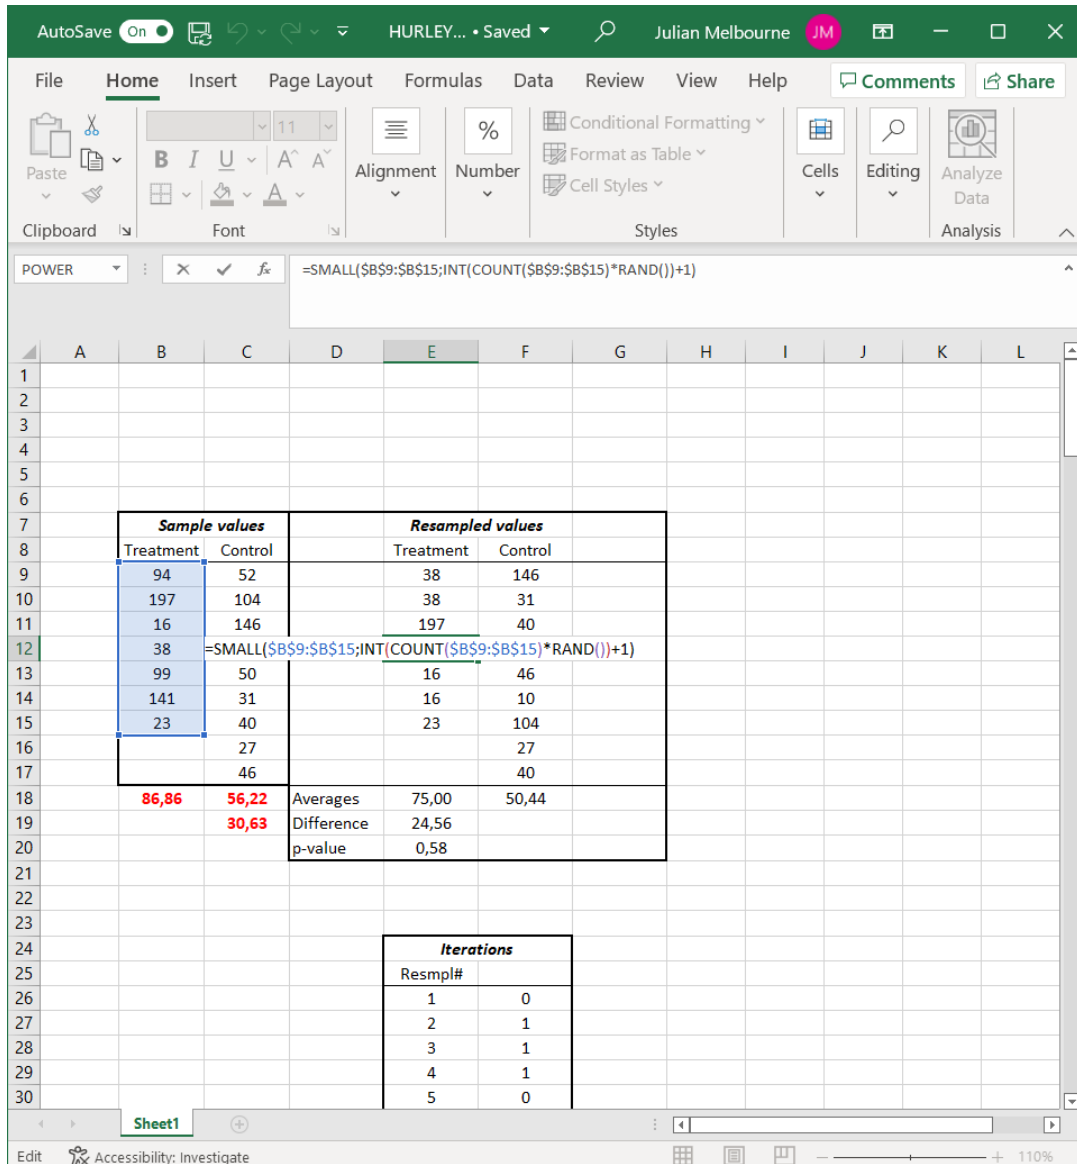 AutoSave On HURLEY... • Saved Julian Melbourne JM
File Home Insert Page Layout Formulas Data Review View Help Comments Share
Paste
Clipboard
11
B I U A A
A
Font
Alignment
%
Number
Conditional Formatting
Format as Table
Cell Styles
Styles
Cells
Editing
Analyze
Data
Analysis
POWER fx =SMALL($B$9:$B$15;INT(COUNT($B$9:$B$15)*RAND())+1)
A B C D E F G H I J K L
1
2
3
4
5
6
7 Sample values Resampled values
8 Treatment Control Treatment Control
9 94 52 38 146
10 197 104 38 31
11 16 146 197 40
12 38 =SMALL($B$9:$B$15;INT(COUNT($B$9:$B$15)*RAND())+1)
13 99 50 16 46
14 141 31 16 10
15 23 40 23 104
16 27 27
17 46 40
18 86,86 56,22 Averages 75,00 50,44
19 30,63 Difference 24,56
20 p-value 0,58
21
22
23
24 Iterations
25 Resmpl#
26 1 0
27 2 1
28 3 1
29 4 1
30 5 0
Sheet1
Edit Accessibility: Investigate 110%